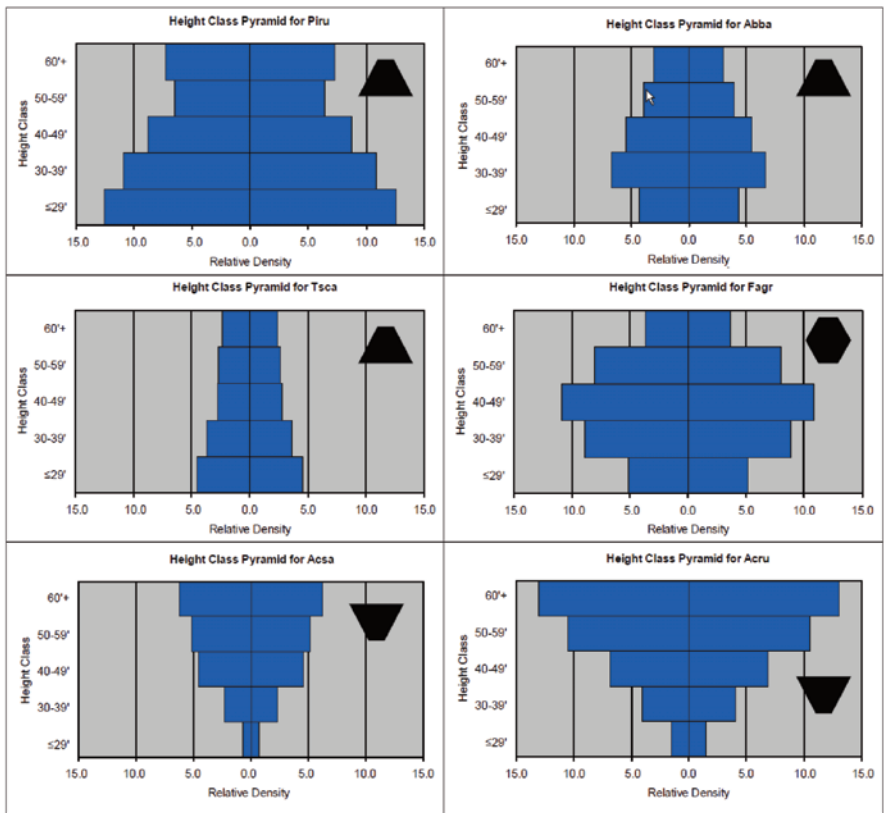 Height Class Pyramid for Piru
Height Class
60'+
50-59'
40-49'
30-39'
≤29'
15.0 10.0 5.0 0.0 5.0 10.0 15.0
Relative Density
Height Class Pyramid for Abba
Height Class
60'+
50-59'
40-49'
30-39'
≤29'
15.0 10.0 5.0 0.0 5.0 10.0 15.0
Relative Density
Height Class Pyramid for Tsca
Height Class
60'+
50-59'
40-49'
30-39'
≤29'
15.0 10.0 5.0 0.0 5.0 10.0 15.0
Relative Density
Height Class Pyramid for Fagr
Height Class
60'+
50-59'
40-49'
30-39'
≤29'
15.0 10.0 5.0 0.0 5.0 10.0 15.0
Relative Density
Height Class Pyramid for Acsa
Height Class
60'+
50-59'
40-49'
30-39'
≤29'
15.0 10.0 5.0 0.0 5.0 10.0 15.0
Relative Density
Height Class Pyramid for Acru
Height Class
60'+
50-59'
40-49'
30-39'
≤29'
15.0 10.0 5.0 0.0 5.0 10.0 15.0
Relative Density